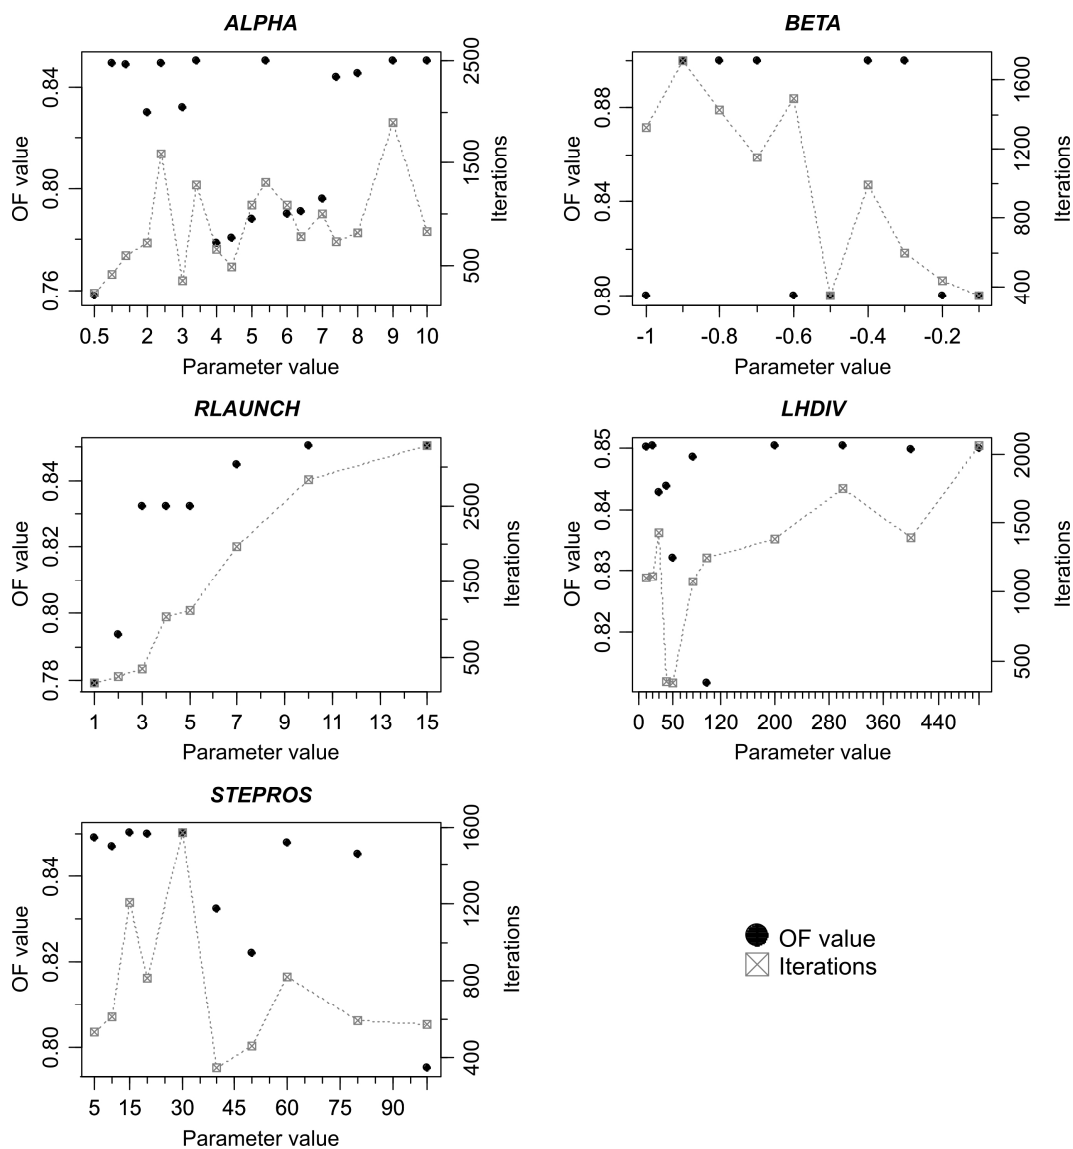 ALPHA
OF value
0.76 0.80 0.84
500 1500 2500
Iterations
0.5 2 3 4 5 6 7 8 9 10
Parameter value
BETA
OF value
0.80 0.84 0.88
400 800 1200 1600
Iterations
-1 -0.8 -0.6 -0.4 -0.2
Parameter value
RLAUNCH
OF value
0.78 0.80 0.82 0.84
500 1500 2500
Iterations
1 3 5 7 9 11 13 15
Parameter value
LHDIV
OF value
0.82 0.83 0.84 0.85
500 1000 1500 2000
Iterations
0 50 120 200 280 360 440
Parameter value
STEPROS
OF value
0.80 0.82 0.84
400 800 1200 1600
Iterations
5 15 30 45 60 75 90
Parameter value
OF value
Iterations